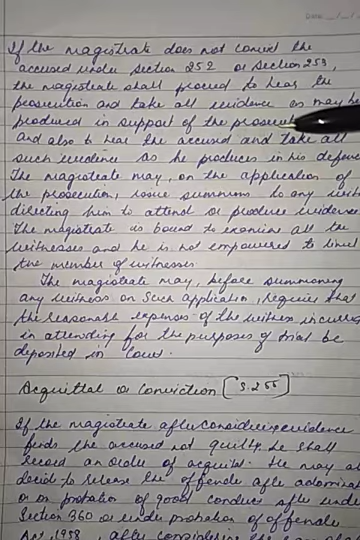 If the magistrate does not convict the
accused under section 252 or section 253,
the magistrate shall proceed to hear the
prosecution and take all evidence as may be
produced in support of the
and also to hear the accused and take all
such evidence as he produces in his defence
The magistrate may, on the application of
the prosecution, issue summons to any
directing him to attend or produce evidence
The magistrate is bound to examine all the
witnesses and he is not empowered to limit
the member of witnesses
The magistrate may, before summoning
any witness on such application, require that
the reasonable expenses of the witness incurred
in attending for the purposes of trial be
deposited in Court.
Acquittal or Conviction [S.255]
If the magistrate after evidence
finds the accused not guilty he shall
record an order of acquittal. He may
decide to release the after
or on probation of good conduct after under
Section 360 or under probation of
Act, 1958, after considering the